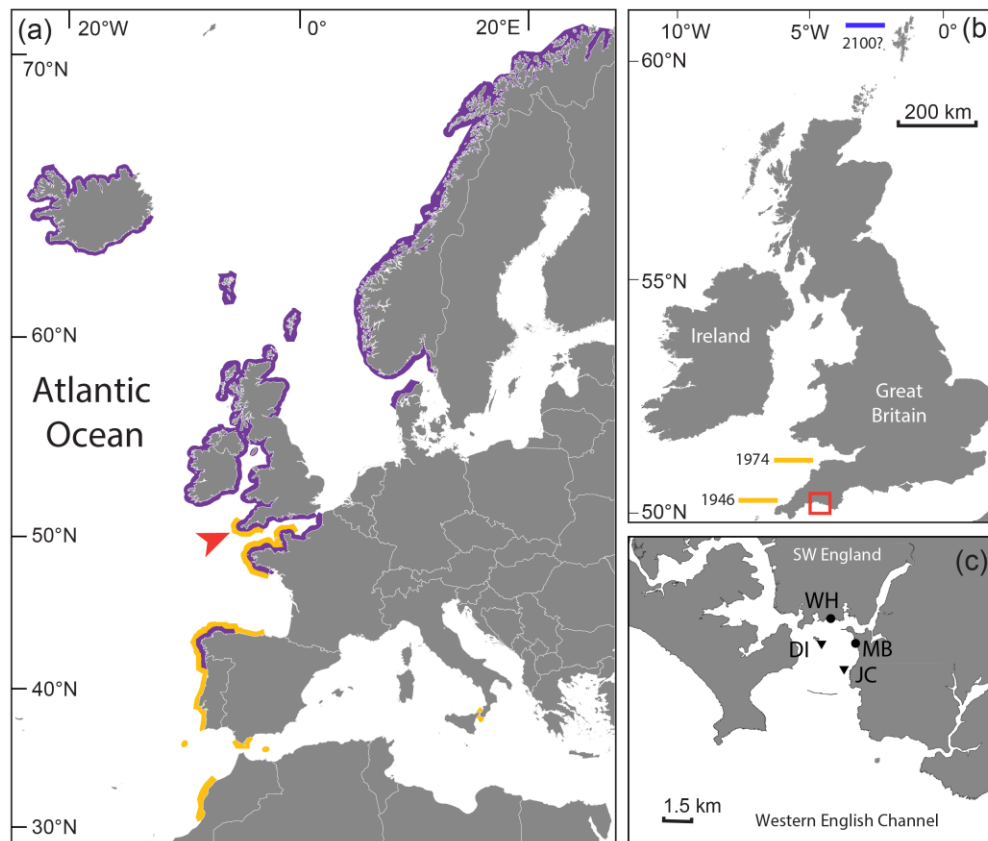 (a)
20°W
0°
20°E
70°N
60°N
Atlantic
Ocean
50°N
40°N
30°N
(b)
10°W
5°W
0°
2100?
60°N
200 km
55°N
Ireland
Great
Britain
1974
1946
50°N
(c)
SW England
WH
DI
MB
JC
1.5 km
Western English Channel